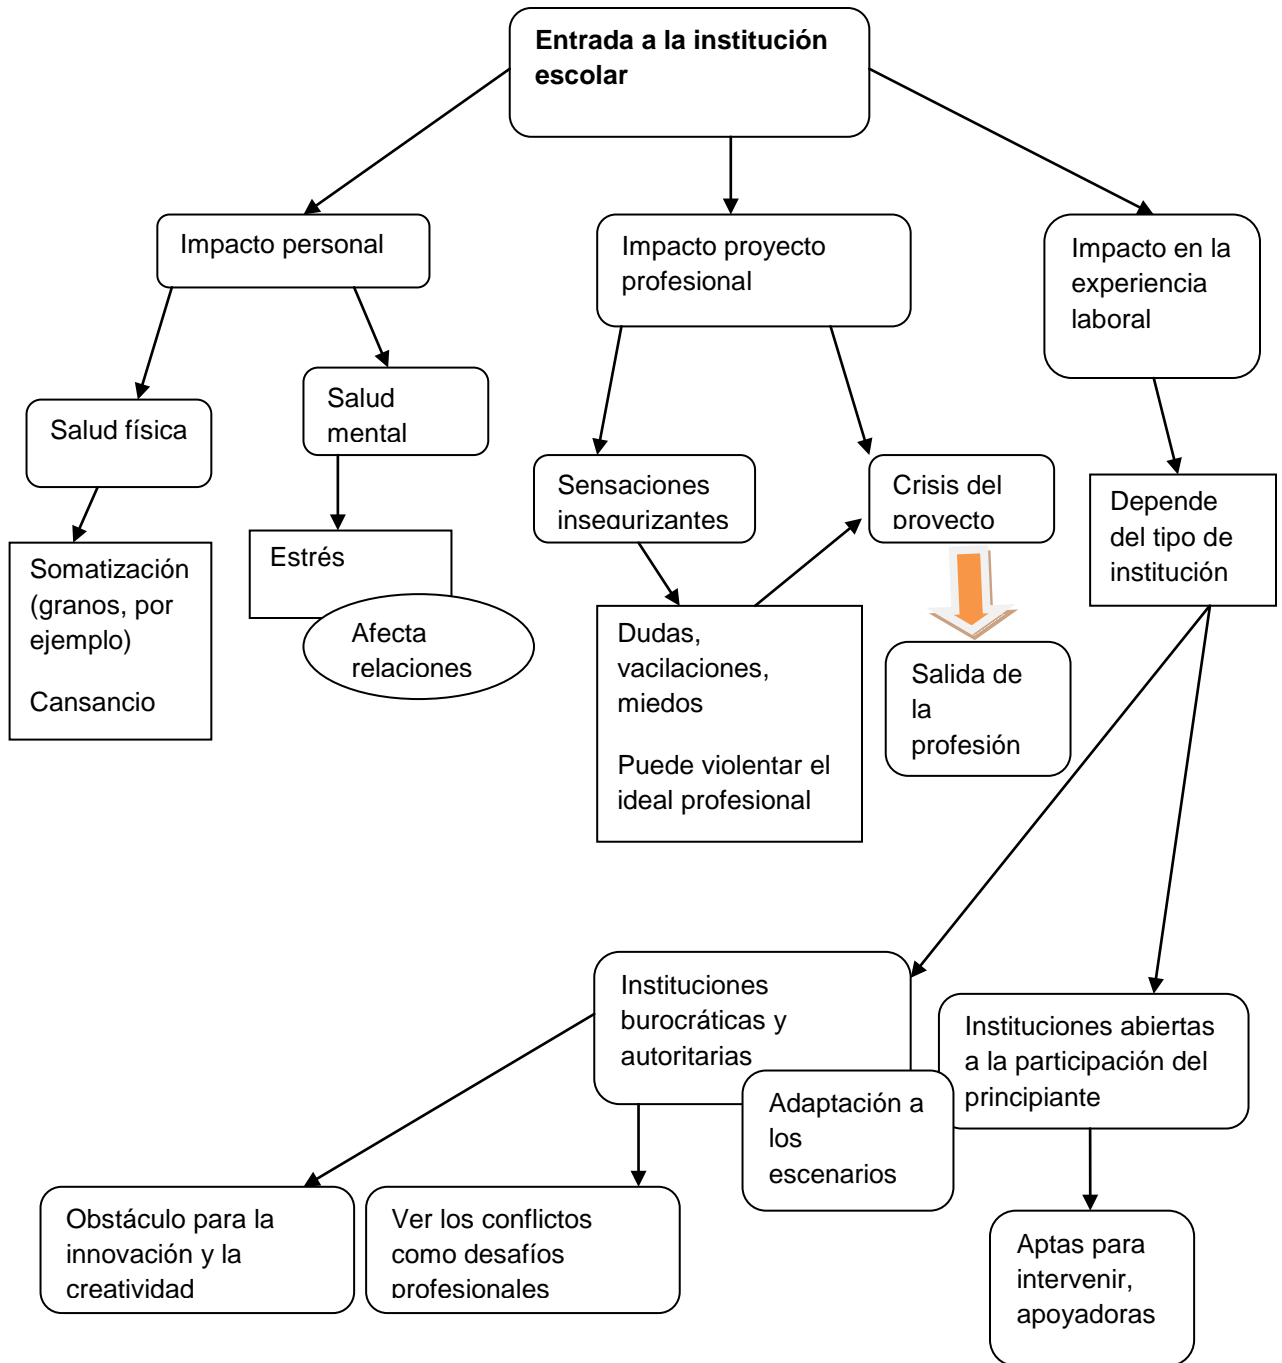 Entrada a la institución
escolar
Impacto personal
Impacto proyecto
profesional
Impacto en la
experiencia
laboral
Salud física
Salud
mental
Sensaciones
insegurizantes
Crisis del
proyecto
Depende
del tipo de
institución
Somatización
(granos, por
ejemplo)
Cansancio
Estrés
Afecta
relaciones
Dudas,
vacilaciones,
miedos
Puede violentar el
ideal profesional
Salida de
la
profesión
Instituciones
burocráticas y
autoritarias
Adaptación a
los
escenarios
Instituciones abiertas
a la participación del
principiante
Obstáculo para la
innovación y la
creatividad
Ver los conflictos
como desafíos
profesionales
Aptas para
intervenir,
apoyadoras